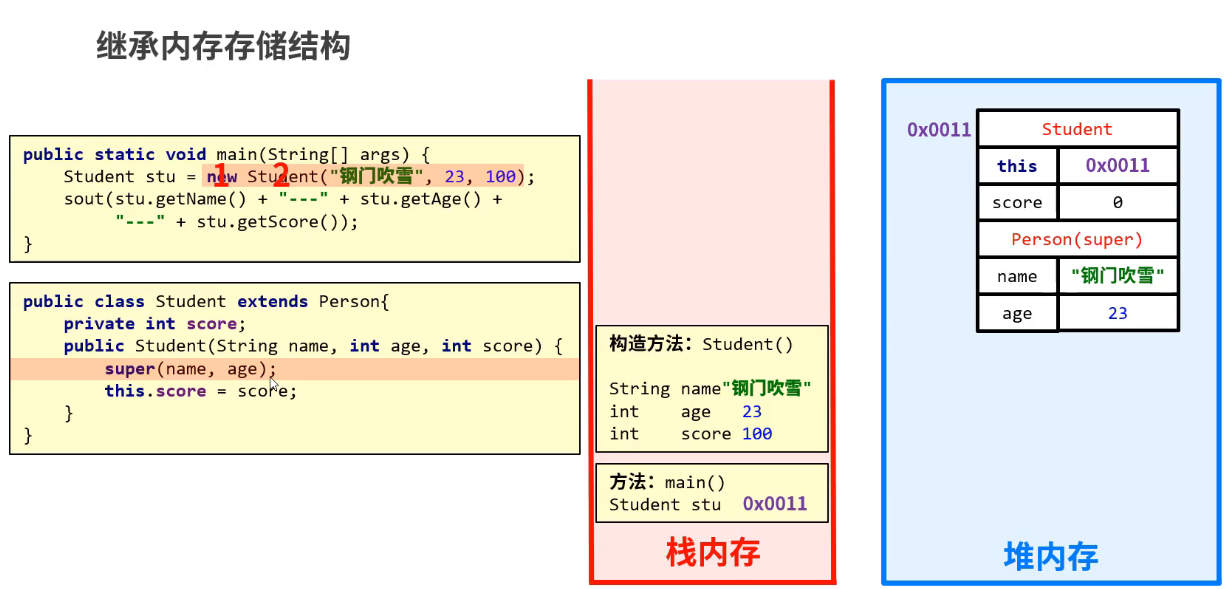 继承内存存储结构
public static void main(String[] args) {
Student stu = new Student("钢门吹雪", 23, 100);
1 2
sout(stu.getName() + "---" + stu.getAge() +
"---" + stu.getScore());
}
public class Student extends Person{
private int score;
public Student(String name, int age, int score) {
super(name, age);
this.score = score;
}
}
构造方法：Student()
String name"钢门吹雪"
int age 23
int score 100
方法：main()
Student stu 0x0011
栈内存
0x0011
Student
this 0x0011
score 0
Person(super)
name "钢门吹雪"
age 23
堆内存